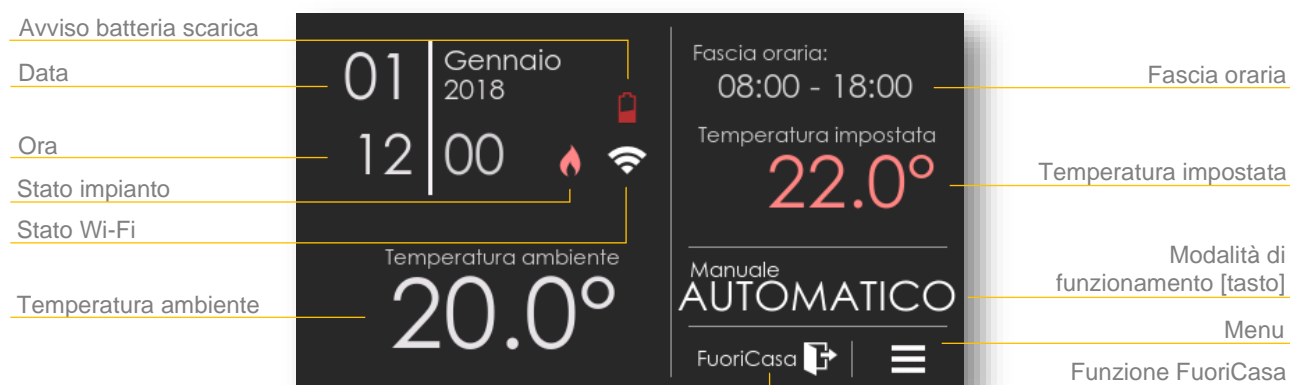 Avviso batteria scarica
Data
Ora
Stato impianto
Stato Wi-Fi
Temperatura ambiente
01
Gennaio
2018
12
00
Temperatura ambiente
20.0°
Fascia oraria:
08:00 - 18:00
Temperatura impostata
22.0°
Manuale
AUTOMATICO
FuoriCasa
Fascia oraria
Temperatura impostata
Modalità di
funzionamento [tasto]
Menu
Funzione FuoriCasa